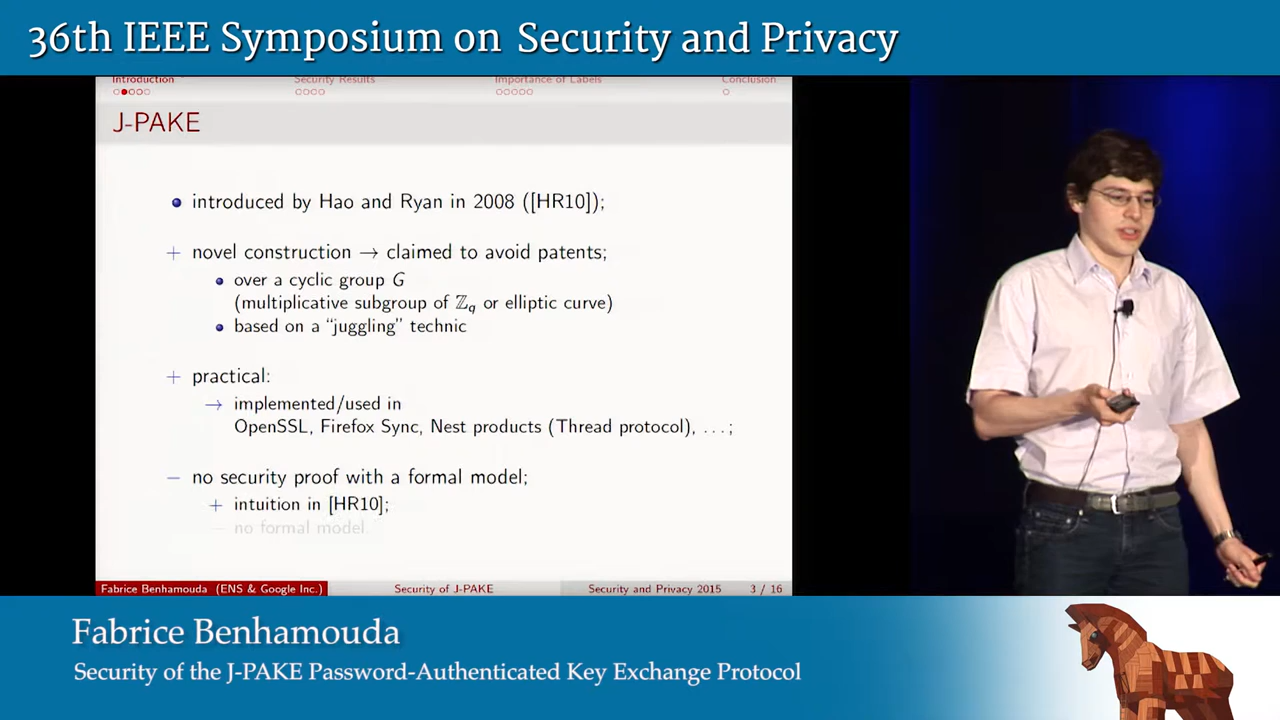 36th IEEE Symposium on Security and Privacy
Introduction Security Results Importance of Labels Conclusion
J-PAKE
introduced by Hao and Ryan in 2008 ([HR10]);
+ novel construction → claimed to avoid patents;
over a cyclic group G
(multiplicative subgroup of ℤq or elliptic curve)
based on a “juggling” technic
+ practical:
→ implemented/used in
OpenSSL, Firefox Sync, Nest products (Thread protocol), ...;
− no security proof with a formal model;
+ intuition in [HR10];
− no formal model.
Fabrice Benhamouda (ENS & Google Inc.) Security of J-PAKE Security and Privacy 2015 3 / 16
Fabrice Benhamouda
Security of the J-PAKE Password-Authenticated Key Exchange Protocol